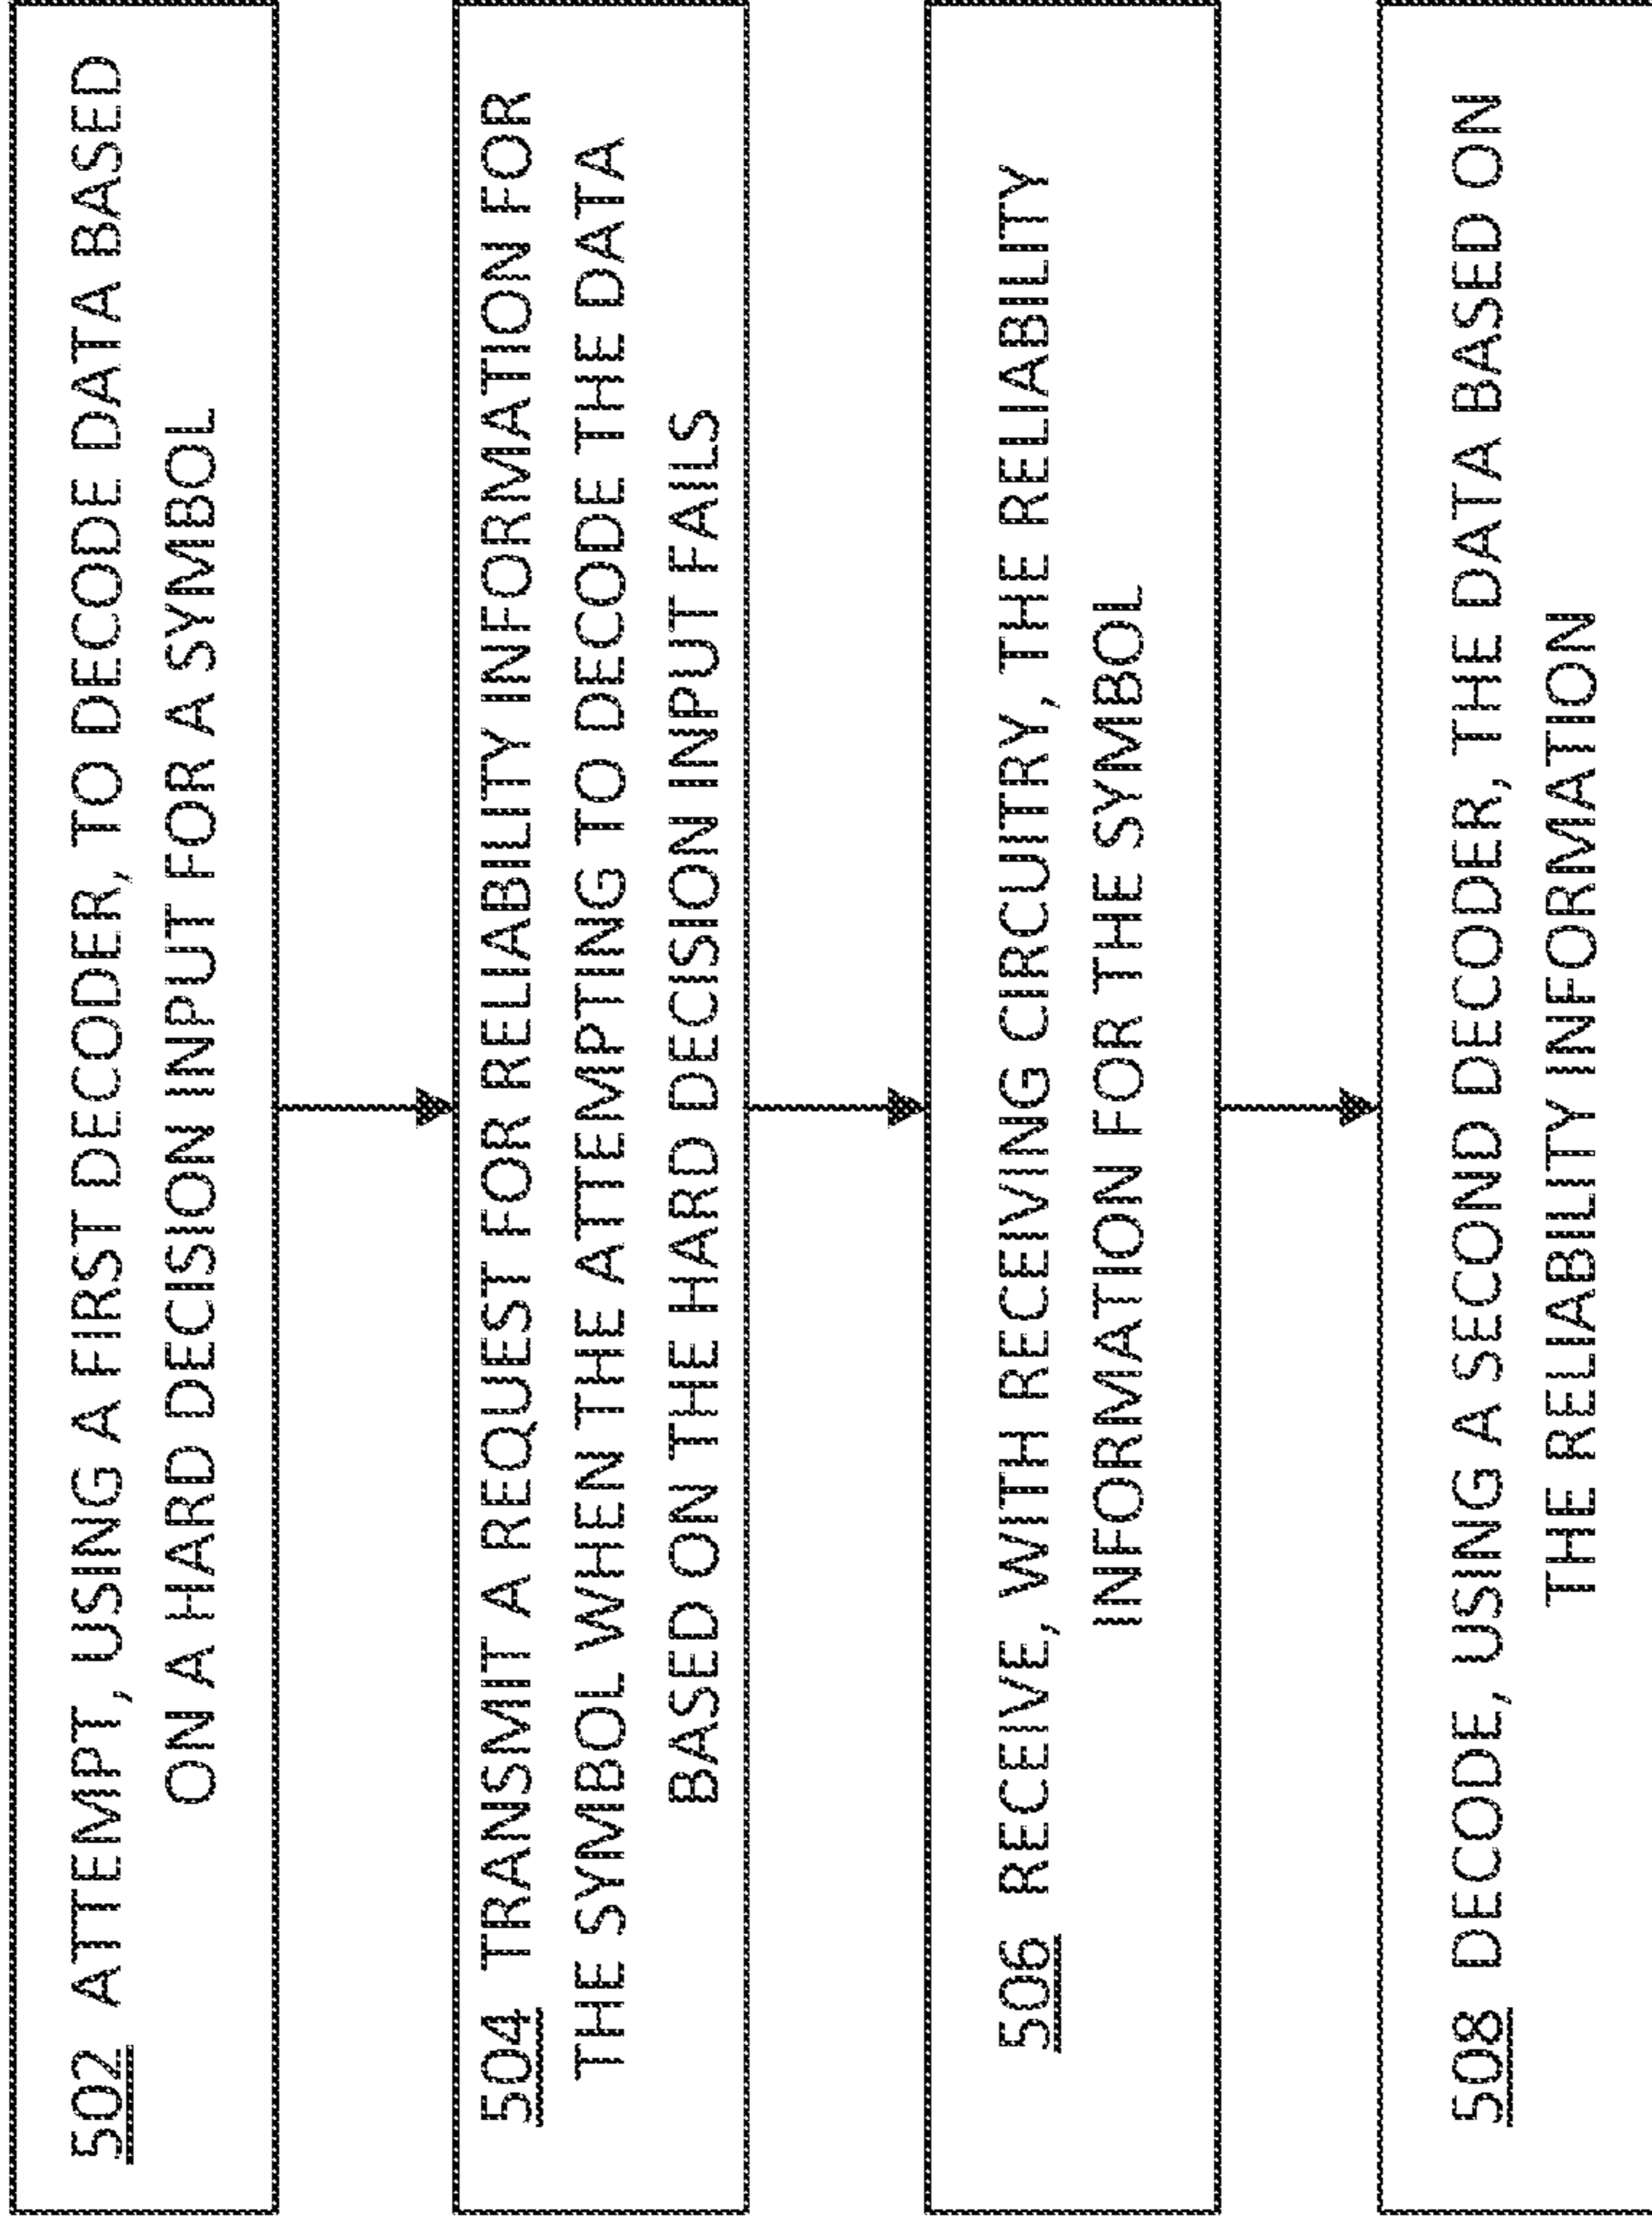 502 ATTEMPT, USING A FIRST DECODER, TO DECODE DATA BASED
ON A HARD DECISION INPUT FOR A SYMBOL
504 TRANSMIT A REQUEST FOR RELIABILITY INFORMATION FOR
THE SYMBOL WHEN THE ATTEMPTING TO DECODE THE DATA
BASED ON THE HARD DECISION INPUT FAILS
506 RECEIVE, WITH RECEIVING CIRCUITRY, THE RELIABILITY
INFORMATION FOR THE SYMBOL
508 DECODE, USING A SECOND DECODER, THE DATA BASED ON
THE RELIABILITY INFORMATION